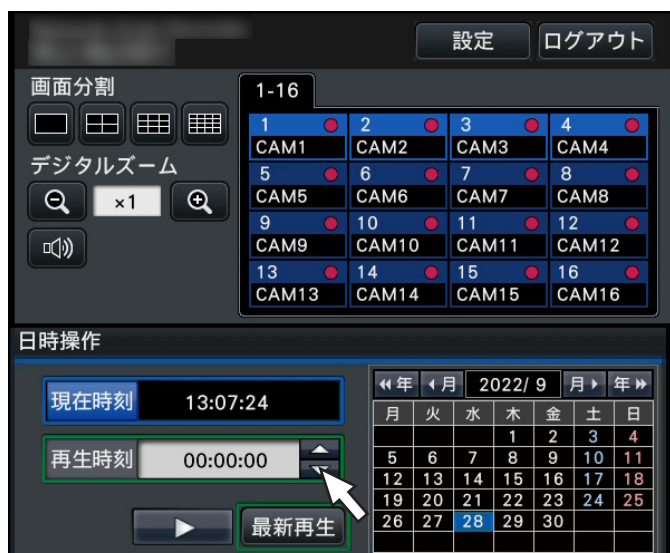 設定 ログアウト
画面分割
1-16
1 2 3 4
CAM1 CAM2 CAM3 CAM4
デジタルズーム
5 6 7 8
CAM5 CAM6 CAM7 CAM8
×1
9 10 11 12
CAM9 CAM10 CAM11 CAM12
13 14 15 16
CAM13 CAM14 CAM15 CAM16
日時操作
現在時刻 13:07:24
再生時刻 00:00:00
最新再生
年 月 2022/ 9 月 年
月 火 水 木 金 土 日
1 2 3 4
5 6 7 8 9 10 11
12 13 14 15 16 17 18
19 20 21 22 23 24 25
26 27 28 29 30